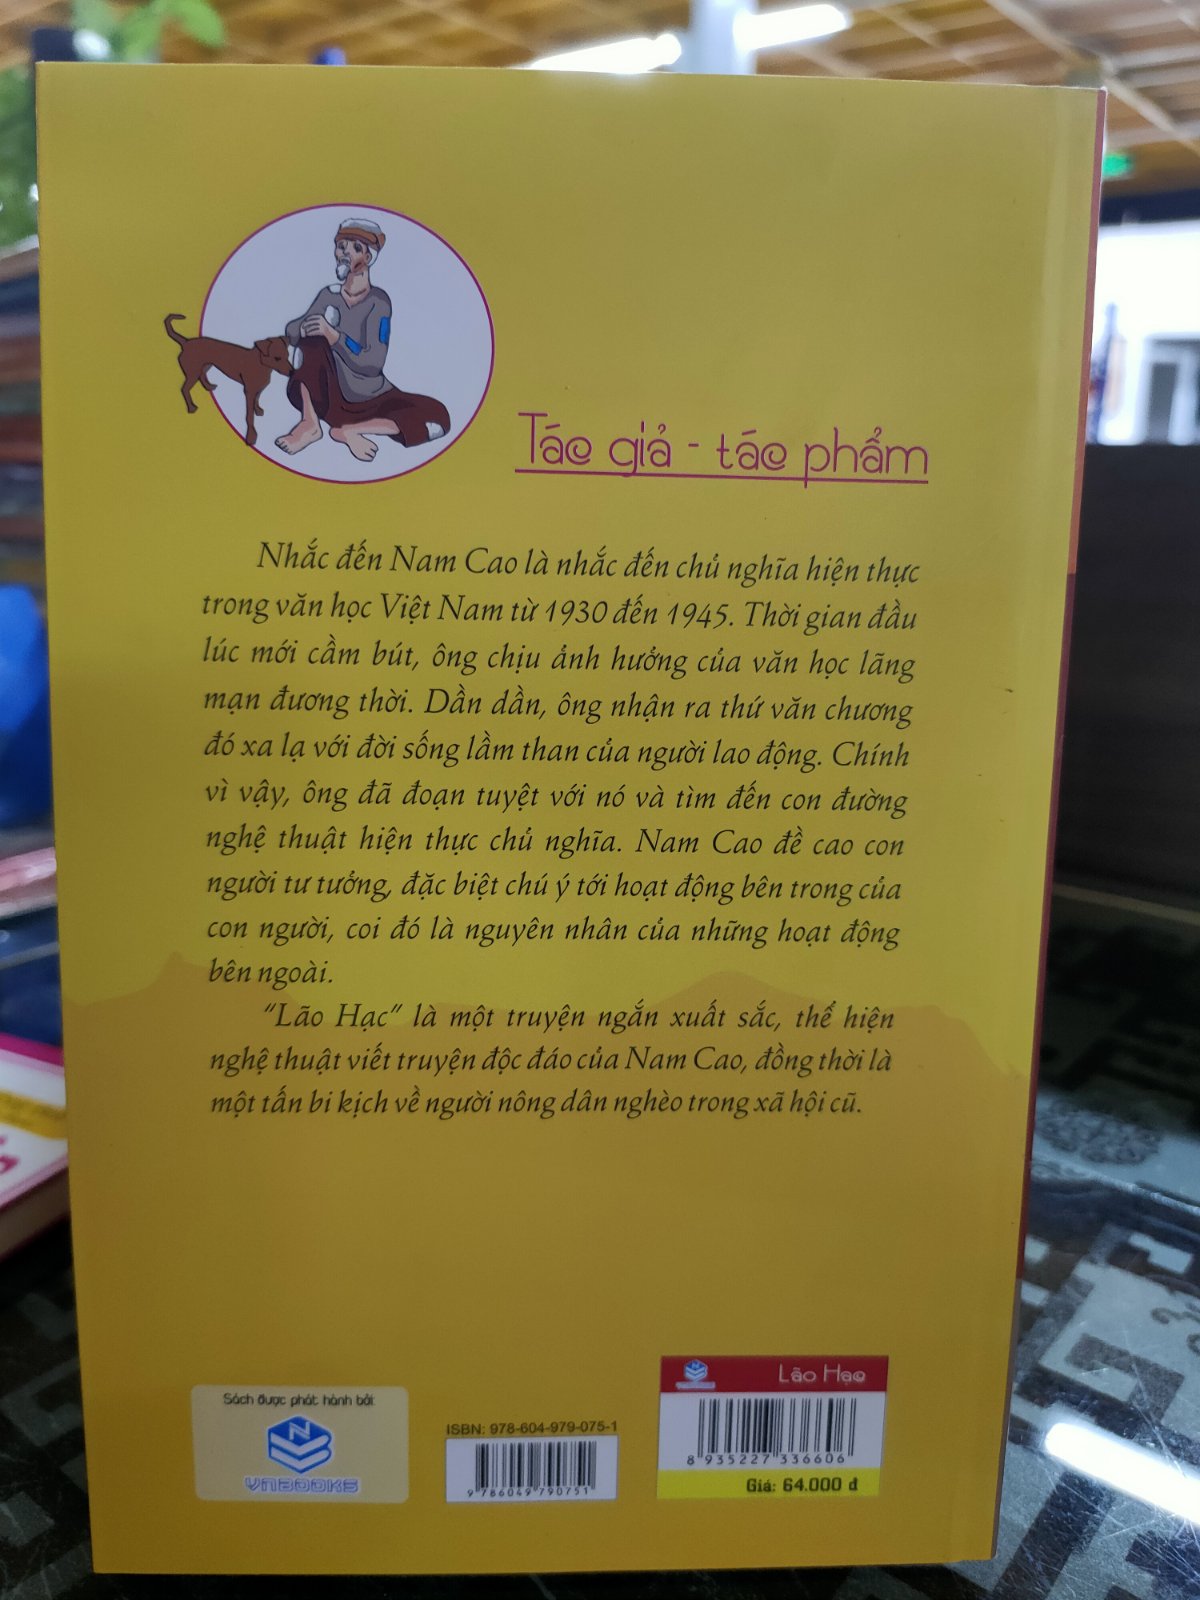 Tác giả - tác phẩm
Nhắc đến Nam Cao là nhắc đến chủ nghĩa hiện thực
trong văn học Việt Nam từ 1930 đến 1945. Thời gian đầu
lúc mới cầm bút, ông chịu ảnh hưởng của văn học lãng
mạn đương thời. Dần dần, ông nhận ra thứ văn chương
đó xa lạ với đời sống lầm than của người lao động. Chính
vì vậy, ông đã đoạn tuyệt với nó và tìm đến con đường
nghệ thuật hiện thực chủ nghĩa. Nam Cao đề cao con
người tư tưởng, đặc biệt chú ý tới hoạt động bên trong của
con người, coi đó là nguyên nhân của những hoạt động
bên ngoài.
“Lão Hạc” là một truyện ngắn xuất sắc, thể hiện
nghệ thuật viết truyện độc đáo của Nam Cao, đồng thời là
một tấn bi kịch về người nông dân nghèo trong xã hội cũ.
Sách được phát hành bởi:
N
VNBOOKS
ISBN: 978-604-979-075-1
9 786049 790751
N
VNBOOKS
Lão Hạc
8 935227 336606
Giá: 64.000 đ